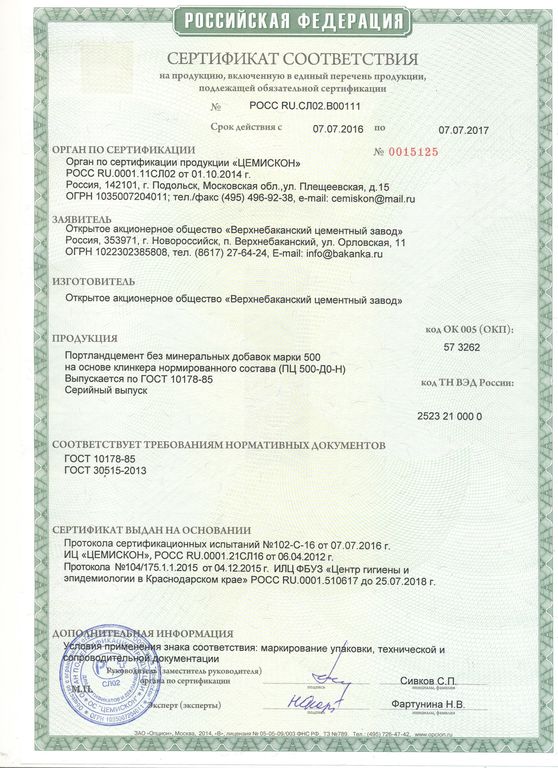 РОССИЙСКАЯ ФЕДЕРАЦИЯ
СЕРТИФИКАТ СООТВЕТСТВИЯ
на продукцию, включенную в единый перечень продукции,
подлежащей обязательной сертификации
№ РОСС RU.СЛ02.В00111
Срок действия с 07.07.2016 по 07.07.2017
№ 0015125
ОРГАН ПО СЕРТИФИКАЦИИ
Орган по сертификации продукции «ЦЕМИСКОН»
РОСС RU.0001.11СЛ02 от 01.10.2014 г.
Россия, 142101, г. Подольск, Московская обл.,ул. Плещеевская, д.15
ОГРН 1035007204011; тел./факс (495) 496-92-38, e-mail: cemiskon@mail.ru
ЗАЯВИТЕЛЬ
Открытое акционерное общество «Верхнебаканский цементный завод»
Россия, 353971, г. Новороссийск, п. Верхнебаканский, ул. Орловская, 11
ОГРН 1022302385808, тел. (8617) 27-64-24, E-mail: info@bakanka.ru
ИЗГОТОВИТЕЛЬ
Открытое акционерное общество «Верхнебаканский цементный завод»
код ОК 005 (ОКП):
ПРОДУКЦИЯ
57 3262
Портландцемент без минеральных добавок марки 500
на основе клинкера нормированного состава (ПЦ 500-Д0-Н)
Выпускается по ГОСТ 10178-85
Серийный выпуск
код ТН ВЭД России:
2523 21 000 0
СООТВЕТСТВУЕТ ТРЕБОВАНИЯМ НОРМАТИВНЫХ ДОКУМЕНТОВ
ГОСТ 10178-85
ГОСТ 30515-2013
СЕРТИФИКАТ ВЫДАН НА ОСНОВАНИИ
Протокола сертификационных испытаний №102-С-16 от 07.07.2016 г.
ИЦ «ЦЕМИСКОН», РОСС RU.0001.21СЛ16 от 06.04.2012 г.
Протокола №104/175.1.1.2015 от 04.12.2015 г. ИЛЦ ФБУЗ «Центр гигиены и
эпидемиологии в Краснодарском крае» РОСС RU.0001.510617 до 25.07.2018 г.
ДОПОЛНИТЕЛЬНАЯ ИНФОРМАЦИЯ
Условия применения знака соответствия: маркирование упаковки, технической и
сопроводительной документации
Руководитель (заместитель руководителя)
органа по сертификации
подпись
Сивков С.П.
инициалы, фамилия
М.П.
СЛ02
Эксперт (эксперты)
подпись
Фартунина Н.В.
инициалы, фамилия
ЗАО «Опцион», Москва, 2014, «В», лицензия № 05-05-09/003 ФНС РФ, ТЗ №789. Тел.: (495) 726-47-42, www.opcion.ru